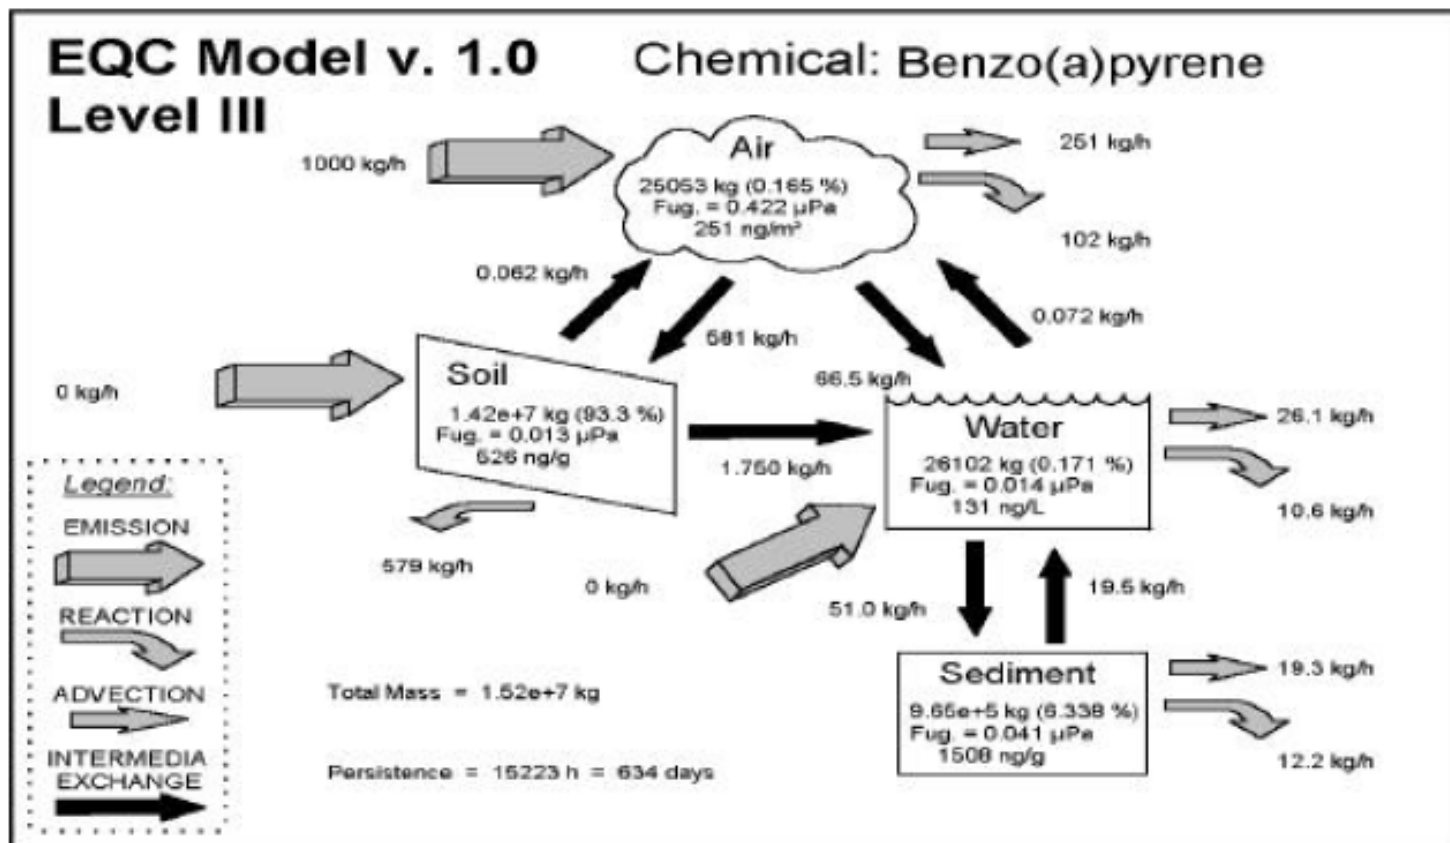 EQC Model v. 1.0
Level III
Chemical: Benzo(a)pyrene
1000 kg/h
Air
25053 kg (0.165 %)
Fug. = 0.422 µPa
251 ng/m³
251 kg/h
102 kg/h
0.062 kg/h
581 kg/h
66.5 kg/h
0.072 kg/h
0 kg/h
Soil
1.42e+7 kg (93.3 %)
Fug. = 0.013 µPa
626 ng/g
1.750 kg/h
579 kg/h
0 kg/h
Water
26102 kg (0.171 %)
Fug. = 0.014 µPa
131 ng/L
26.1 kg/h
10.6 kg/h
51.0 kg/h
19.5 kg/h
Sediment
9.65e+5 kg (6.338 %)
Fug. = 0.041 µPa
1508 ng/g
19.3 kg/h
12.2 kg/h
Legend:
EMISSION
REACTION
ADVECTION
INTERMEDIA
EXCHANGE
Total Mass = 1.52e+7 kg
Persistence = 15223 h = 634 days